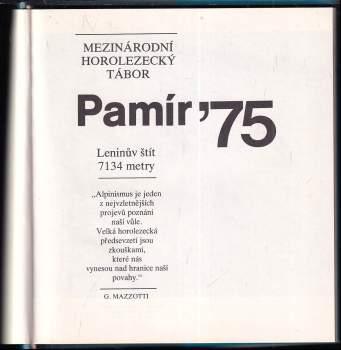 MEZINÁRODNÍ
HOROLEZECKÝ
TÁBOR
Pamír '75
Leninův štít
7134 metry
„Alpinismus je jeden
z nejvzletnějších
projevů poznání
naší vůle.
Velká horolezecká
předsevzetí jsou
zkouškami,
které nás
vynesou nad hranice naší
povahy.“
G. MAZZOTTI